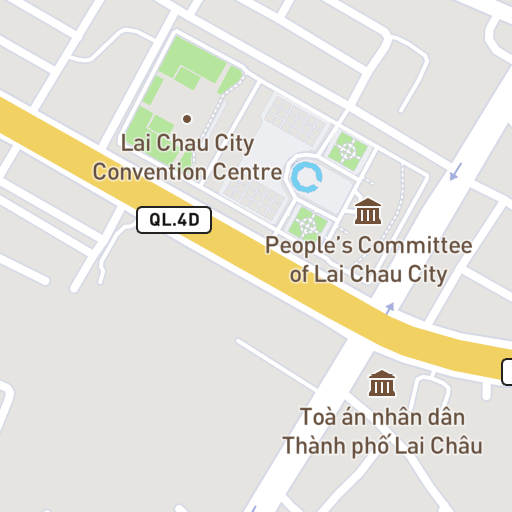 Lai Chau City
Convention Centre
QL.4D
People's Committee
of Lai Chau City
Toà án nhân dân
Thành phố Lai Châu